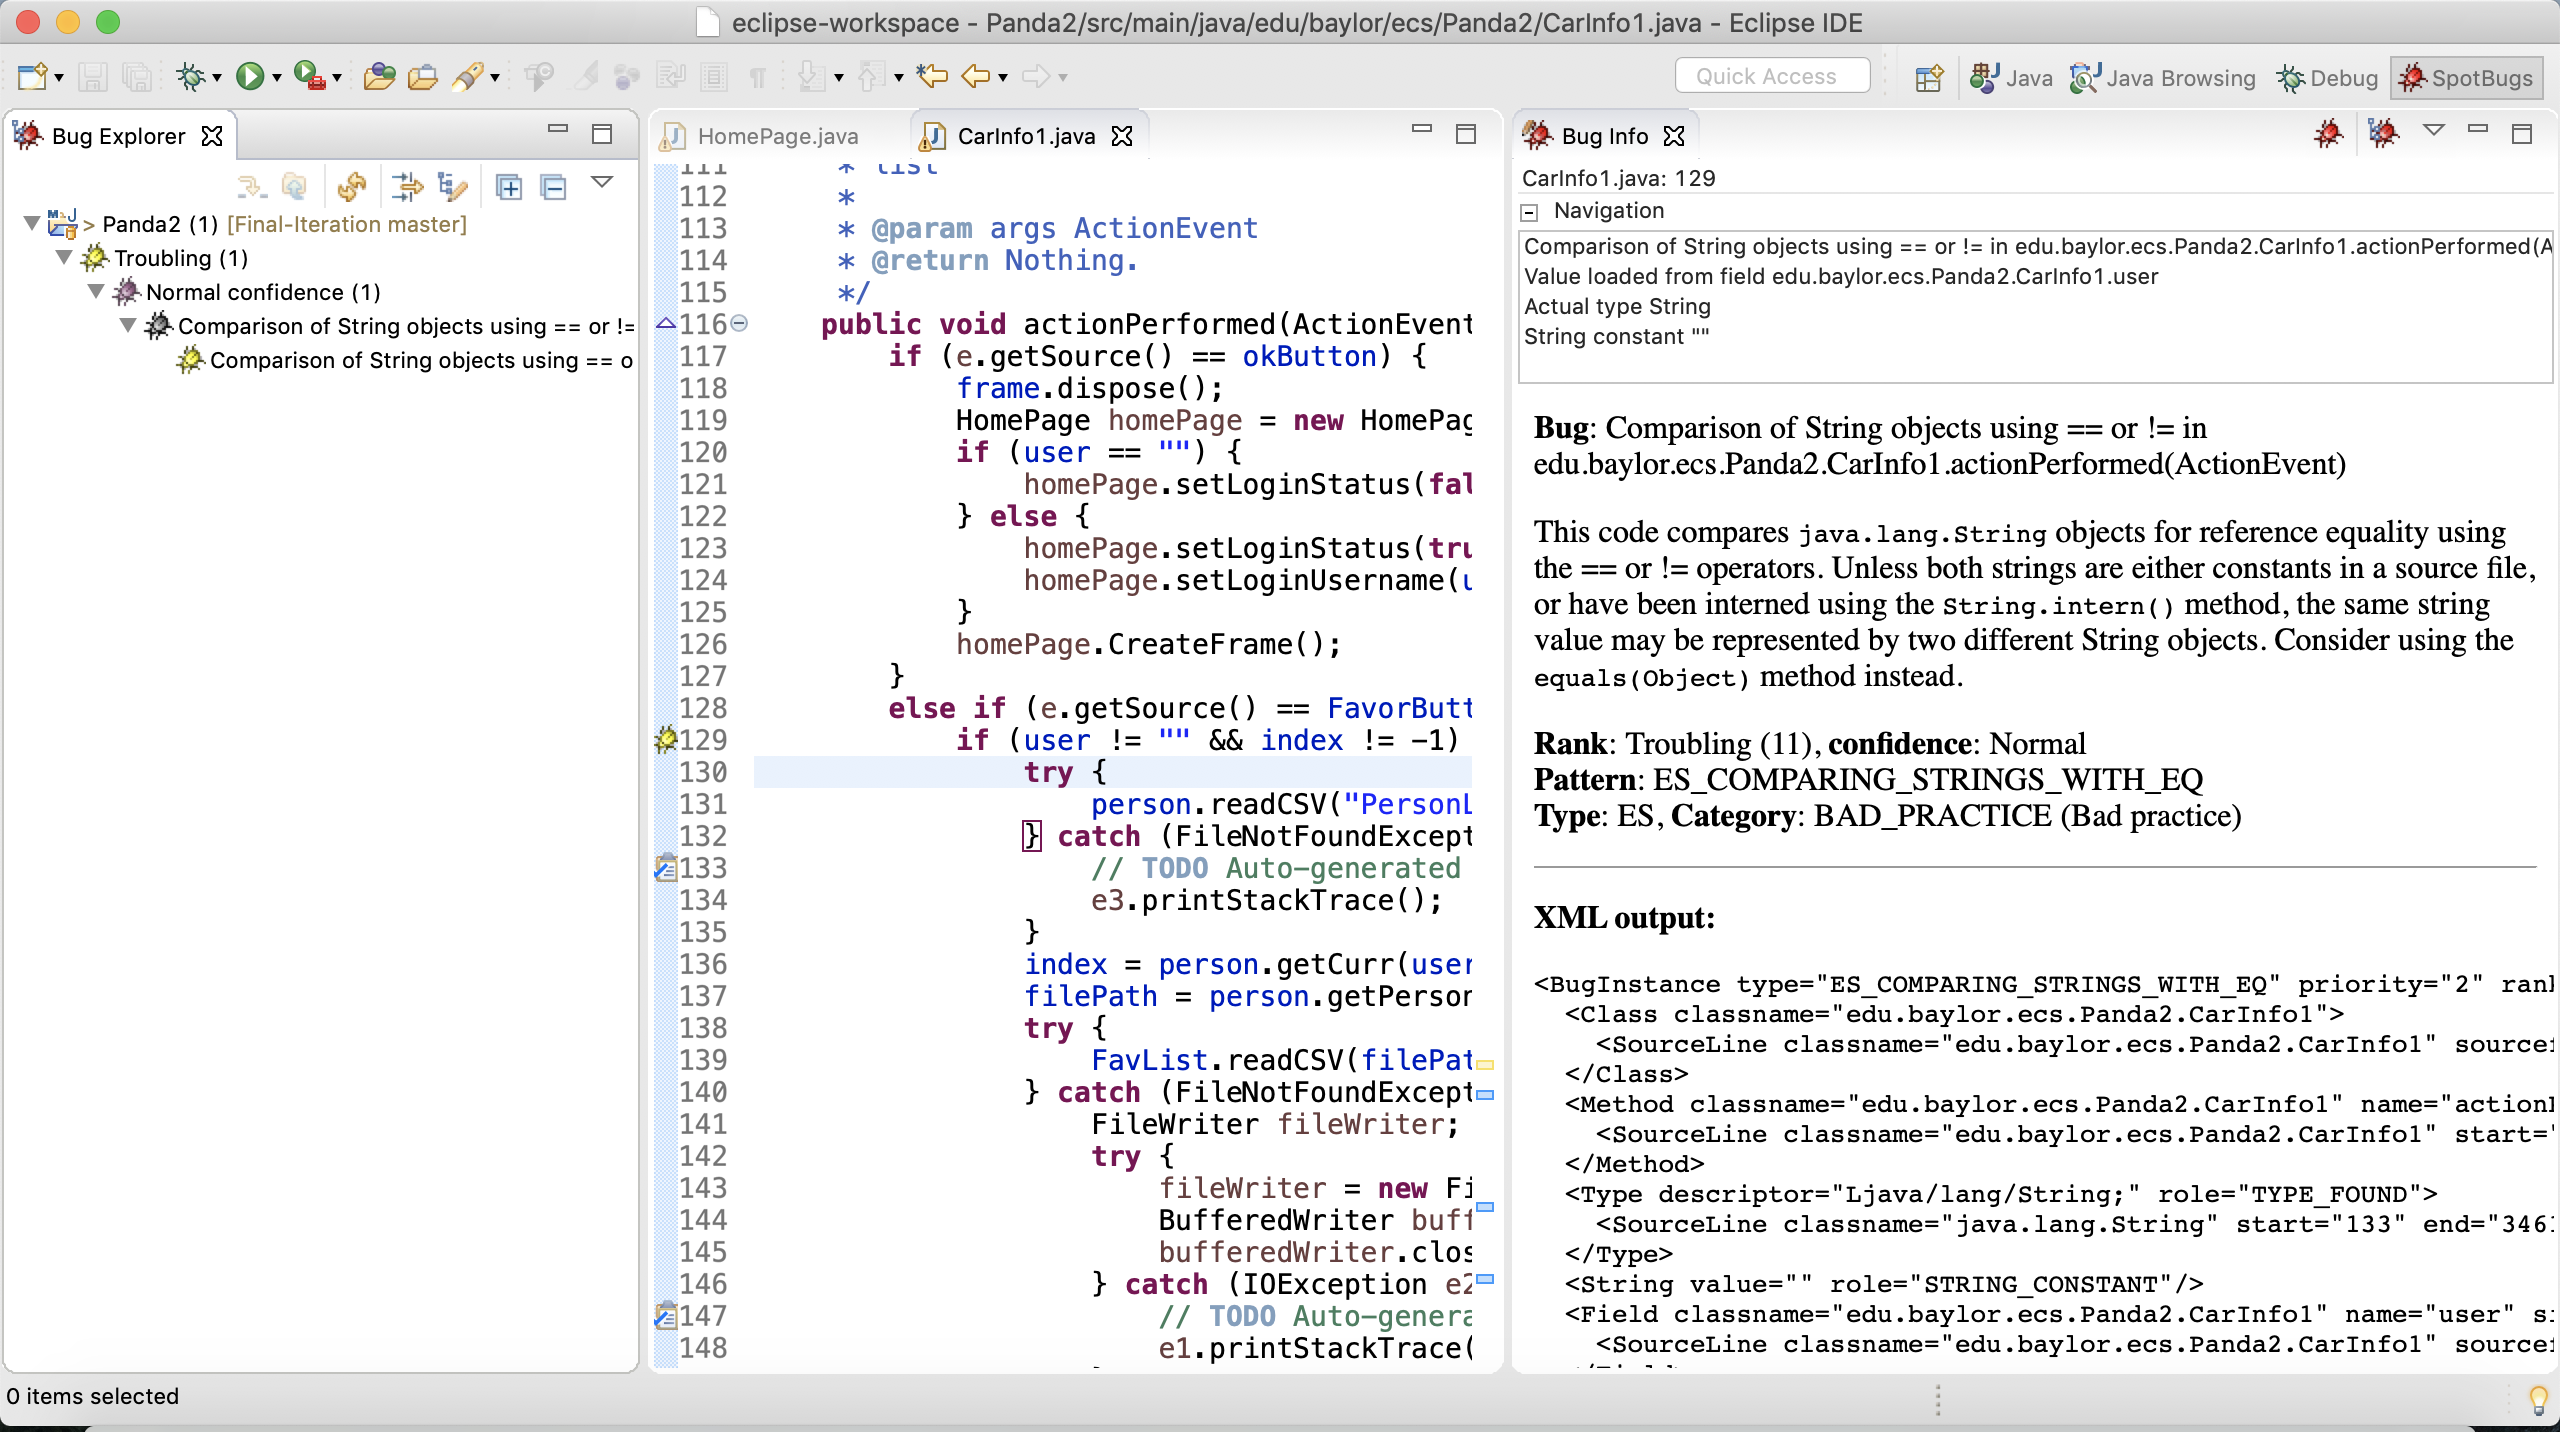 eclipse-workspace - Panda2/src/main/java/edu/baylor/ecs/Panda2/CarInfo1.java - Eclipse IDE
Quick Access
Java
Java Browsing
Debug
SpotBugs
Bug Explorer
> Panda2 (1) [Final-Iteration master]
Troubling (1)
Normal confidence (1)
Comparison of String objects using == or !=
Comparison of String objects using == o
HomePage.java
CarInfo1.java
111 * list
112 *
113 * @param args ActionEvent
114 * @return Nothing.
115 */
116 public void actionPerformed(ActionEvent
117 if (e.getSource() == okButton) {
118 frame.dispose();
119 HomePage homePage = new HomePag
120 if (user == "") {
121 homePage.setLoginStatus(fal
122 } else {
123 homePage.setLoginStatus(tru
124 homePage.setLoginUsername(u
125 }
126 homePage.CreateFrame();
127 }
128 else if (e.getSource() == FavorButt
129 if (user != "" && index != -1)
130 try {
131 person.readCSV("PersonL
132 } catch (FileNotFoundExcept
133 // TODO Auto-generated
134 e3.printStackTrace();
135 }
136 index = person.getCurr(user
137 filePath = person.getPerson
138 try {
139 FavList.readCSV(filePat
140 } catch (FileNotFoundExcept
141 FileWriter fileWriter;
142 try {
143 fileWriter = new Fi
144 BufferedWriter buff
145 bufferedWriter.clos
146 } catch (IOException e2
147 // TODO Auto-genera
148 e1.printStackTrace(
Bug Info
CarInfo1.java: 129
Navigation
Comparison of String objects using == or != in edu.baylor.ecs.Panda2.CarInfo1.actionPerformed(A
Value loaded from field edu.baylor.ecs.Panda2.CarInfo1.user
Actual type String
String constant ""
Bug: Comparison of String objects using == or != in
edu.baylor.ecs.Panda2.CarInfo1.actionPerformed(ActionEvent)
This code compares java.lang.String objects for reference equality using
the == or != operators. Unless both strings are either constants in a source file,
or have been interned using the String.intern() method, the same string
value may be represented by two different String objects. Consider using the
equals(Object) method instead.
Rank: Troubling (11), confidence: Normal
Pattern: ES_COMPARING_STRINGS_WITH_EQ
Type: ES, Category: BAD_PRACTICE (Bad practice)
XML output:
<BugInstance type="ES_COMPARING_STRINGS_WITH_EQ" priority="2" rank
<Class classname="edu.baylor.ecs.Panda2.CarInfo1">
<SourceLine classname="edu.baylor.ecs.Panda2.CarInfo1" sourcef
</Class>
<Method classname="edu.baylor.ecs.Panda2.CarInfo1" name="action
<SourceLine classname="edu.baylor.ecs.Panda2.CarInfo1" start="
</Method>
<Type descriptor="Ljava/lang/String;" role="TYPE_FOUND">
<SourceLine classname="java.lang.String" start="133" end="3461
</Type>
<String value="" role="STRING_CONSTANT"/>
<Field classname="edu.baylor.ecs.Panda2.CarInfo1" name="user" si
<SourceLine classname="edu.baylor.ecs.Panda2.CarInfo1" sourcef
0 items selected